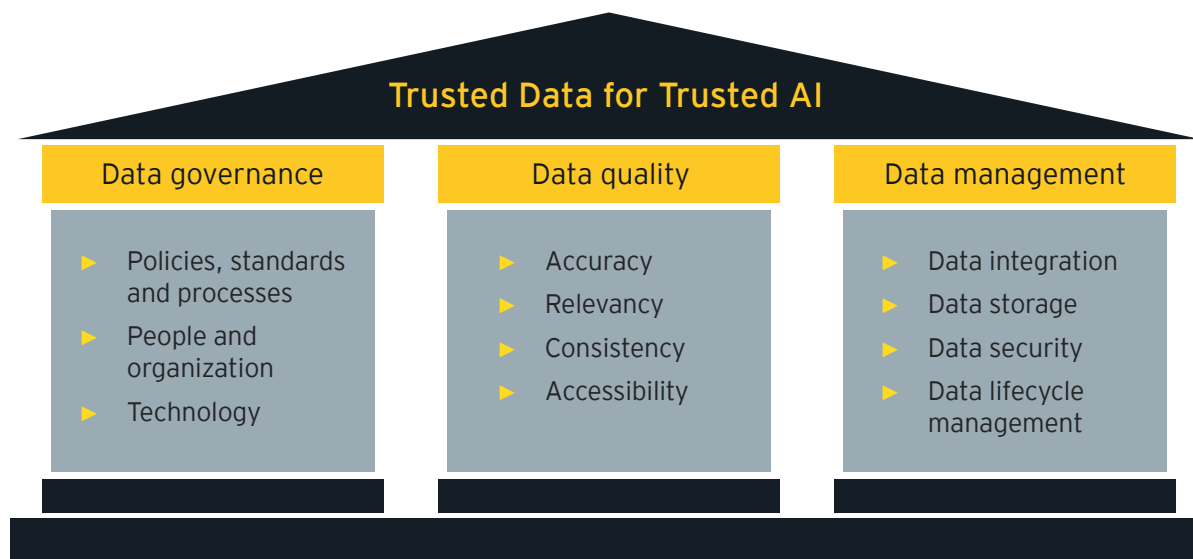 Trusted Data for Trusted AI
Data governance
Policies, standards
and processes
People and
organization
Technology
Data quality
Accuracy
Relevancy
Consistency
Accessibility
Data management
Data integration
Data storage
Data security
Data lifecycle
management